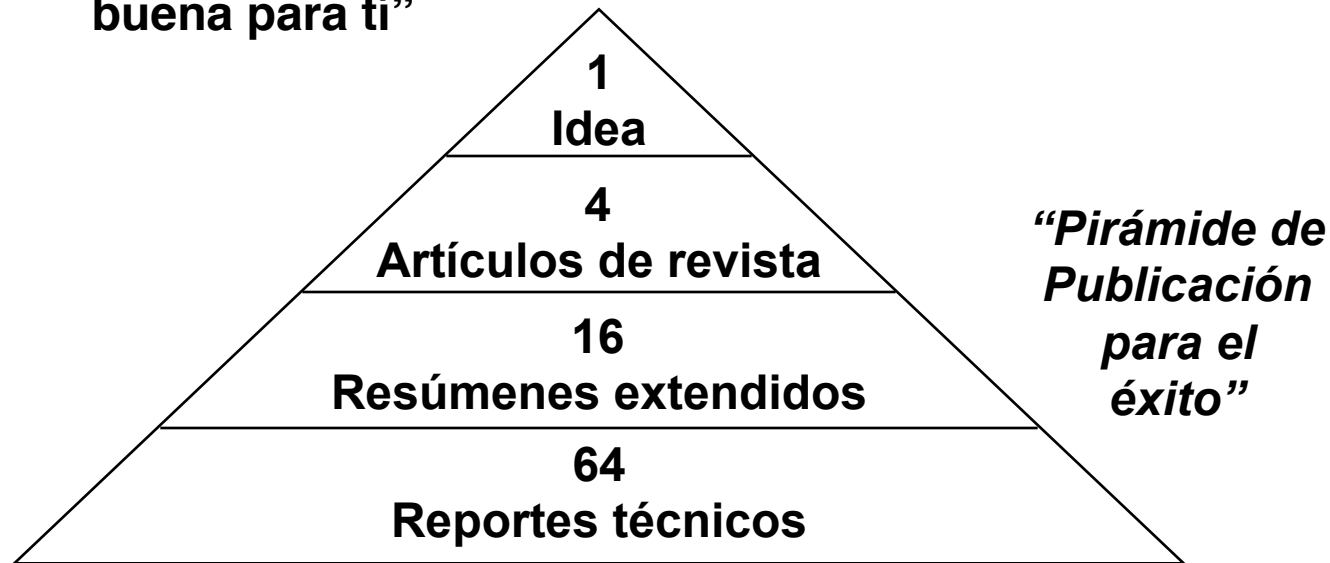 buena para ti”
1
Idea
4
Artículos de revista
16
Resúmenes extendidos
64
Reportes técnicos
“Pirámide de
Publicación
para el
éxito”